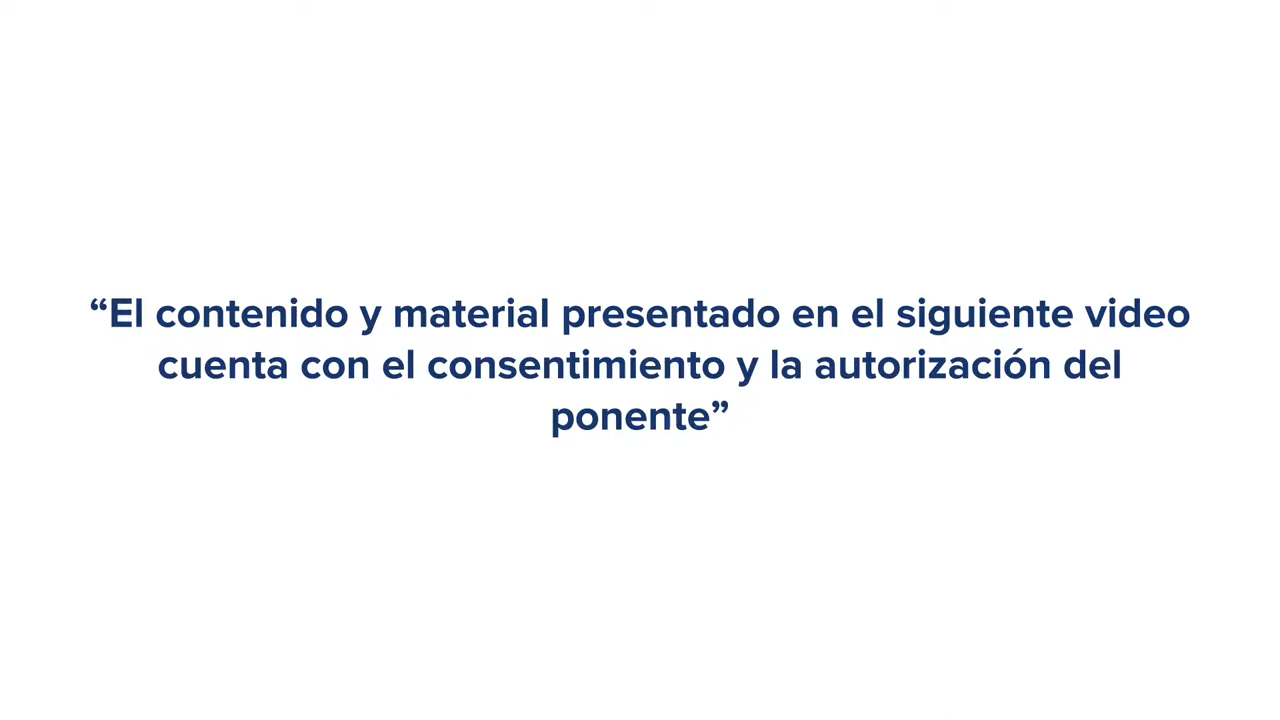 “El contenido y material presentado en el siguiente video
cuenta con el consentimiento y la autorización del
ponente”